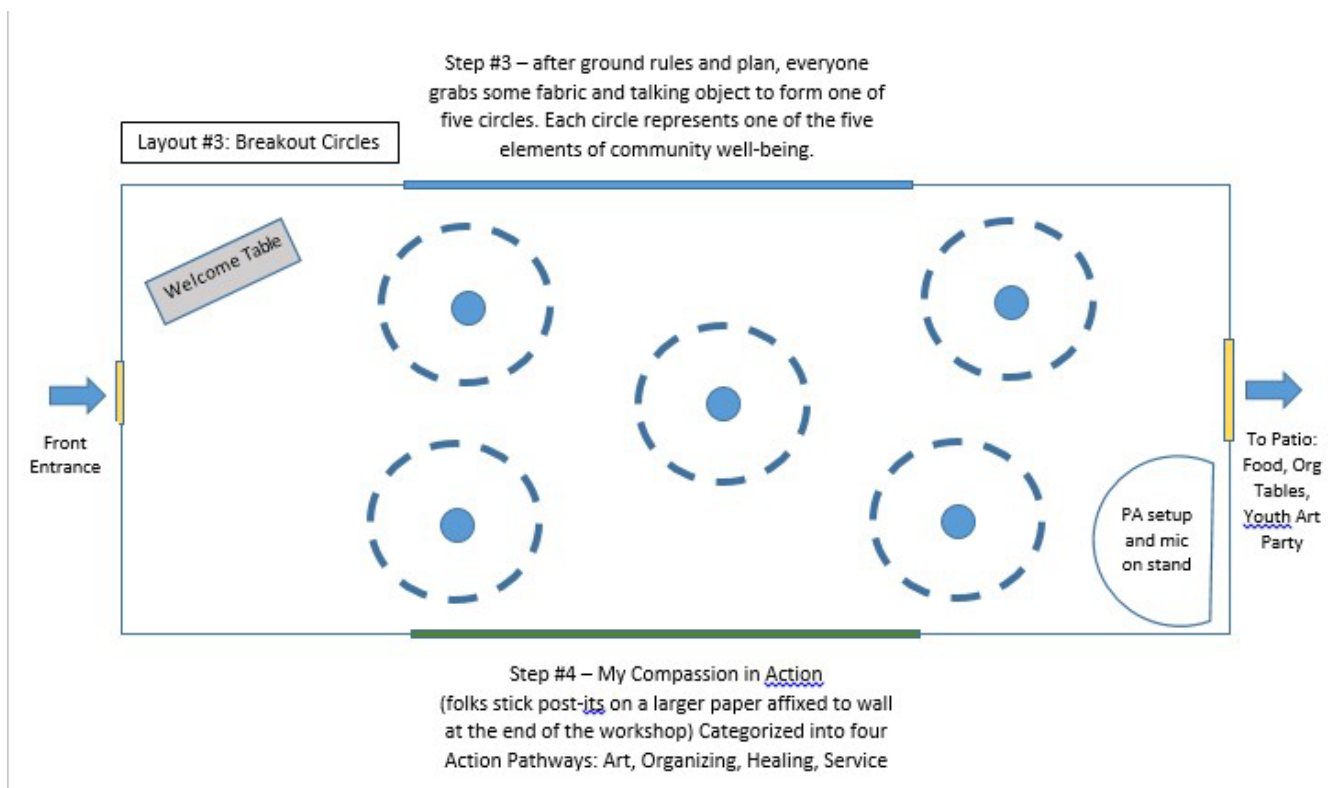 Step #3 – after ground rules and plan, everyone
grabs some fabric and talking object to form one of
five circles. Each circle represents one of the five
elements of community well-being.
Layout #3: Breakout Circles
Welcome Table
Front
Entrance
To Patio:
Food, Org
Tables,
Youth Art
Party
PA setup
and mic
on stand
Step #4 – My Compassion in Action
(folks stick post-its on a larger paper affixed to wall
at the end of the workshop) Categorized into four
Action Pathways: Art, Organizing, Healing, Service